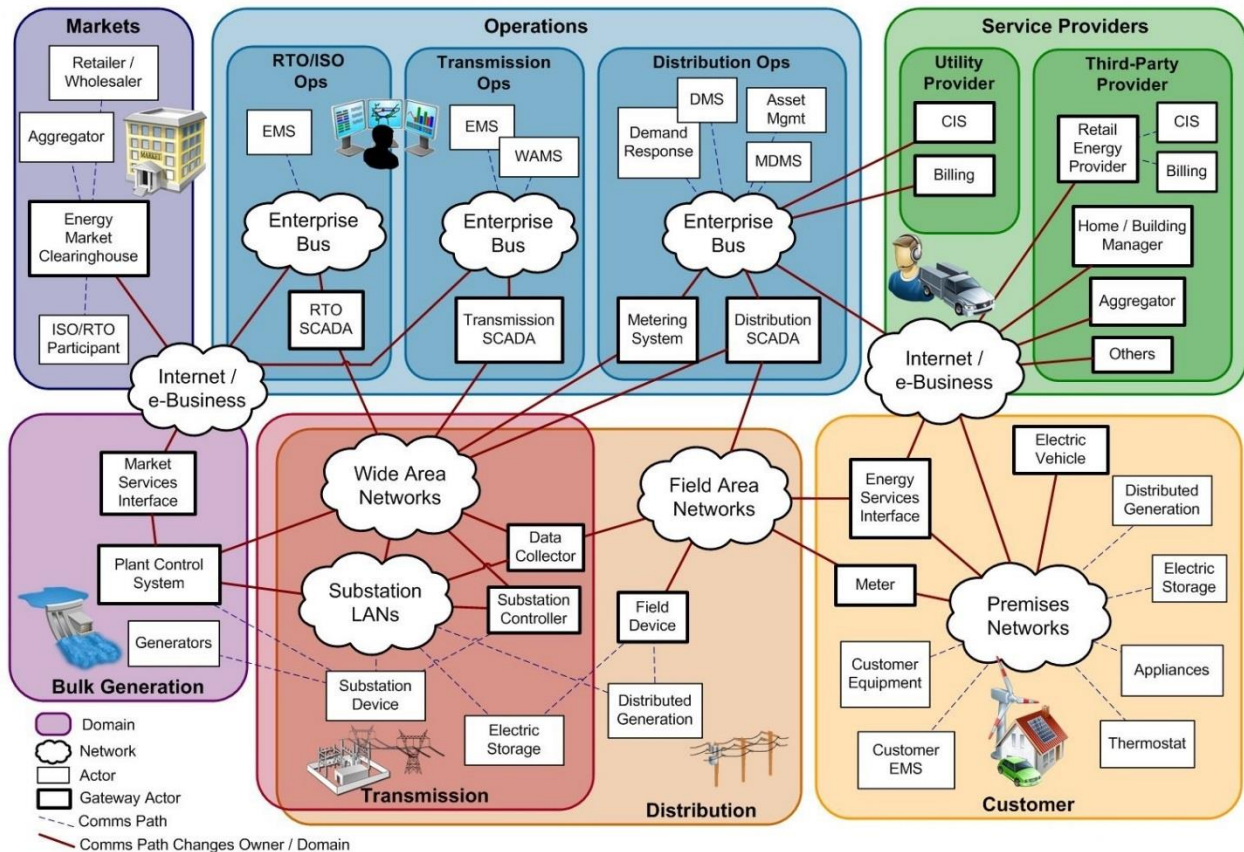 Markets
Retailer /
Wholesaler
Aggregator
MARKET
Energy
Market
Clearinghouse
ISO/RTO
Participant
Operations
RTO/ISO
Ops
EMS
Enterprise
Bus
RTO
SCADA
Transmission
Ops
EMS
WAMS
Enterprise
Bus
Transmission
SCADA
Distribution Ops
DMS
Asset
Mgmt
Demand
Response
MDMS
Enterprise
Bus
Metering
System
Distribution
SCADA
Service Providers
Utility
Provider
CIS
Billing
Third-Party
Provider
Retail
Energy
Provider
CIS
Billing
Home / Building
Manager
Aggregator
Others
Internet /
e-Business
Internet /
e-Business
Market
Services
Interface
Plant Control
System
Generators
Bulk Generation
Wide Area
Networks
Substation
LANs
Data
Collector
Substation
Controller
Substation
Device
Electric
Storage
Transmission
Field Area
Networks
Field
Device
Distributed
Generation
Distribution
Energy
Services
Interface
Meter
Electric
Vehicle
Distributed
Generation
Electric
Storage
Premises
Networks
Appliances
Customer
Equipment
Customer
EMS
Thermostat
Customer
Domain
Network
Actor
Gateway Actor
Comms Path
Comms Path Changes Owner / Domain